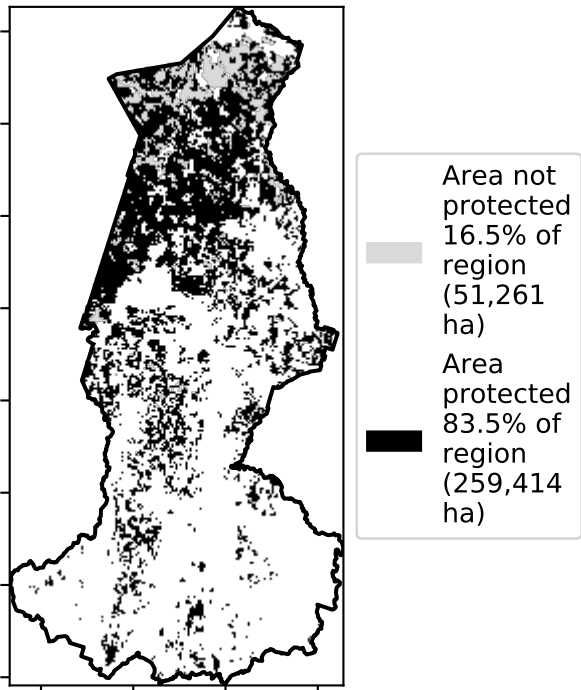 Area not
protected
16.5% of
region
(51,261
ha)
Area
protected
83.5% of
region
(259,414
ha)